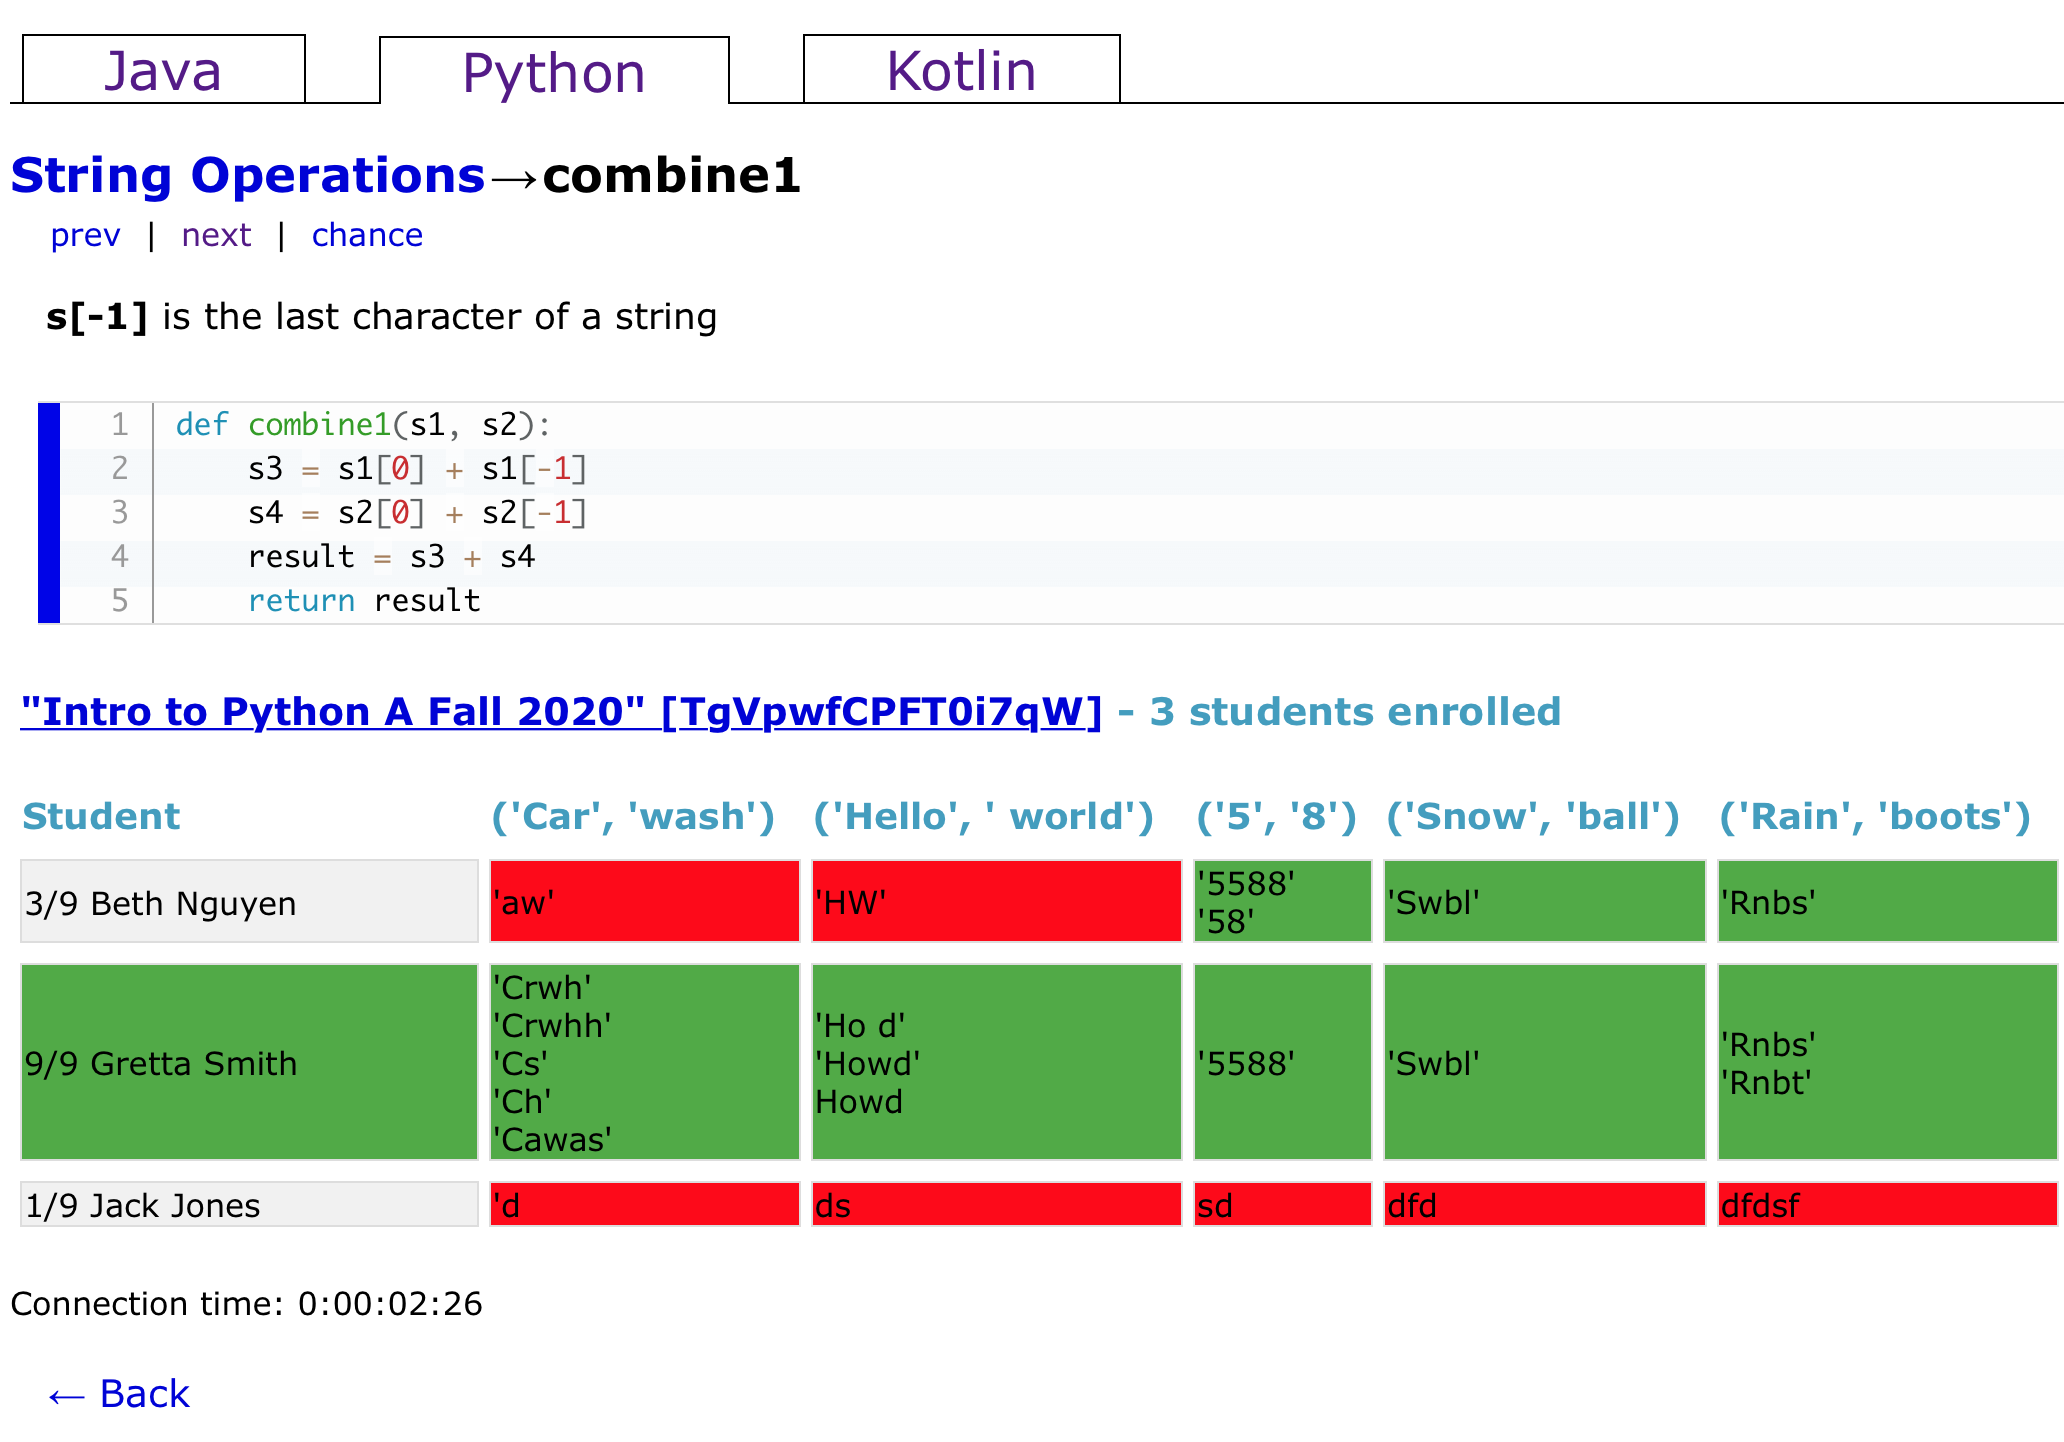 Java Python Kotlin
String Operations→combine1
prev | next | chance
s[-1] is the last character of a string
1 def combine1(s1, s2):
2 s3 = s1[0] + s1[-1]
3 s4 = s2[0] + s2[-1]
4 result = s3 + s4
5 return result
"Intro to Python A Fall 2020" [TgVpwfCPFT0i7qW] - 3 students enrolled
Student ('Car', 'wash') ('Hello', ' world') ('5', '8') ('Snow', 'ball') ('Rain', 'boots')
3/9 Beth Nguyen
'aw'
'HW'
'5588'
'58'
'Swbl'
'Rnbs'
9/9 Gretta Smith
'Crwh'
'Crwhh'
'Cs'
'Ch'
'Cawas'
'Ho d'
'Howd'
Howd
'5588'
'Swbl'
'Rnbs'
'Rnbt'
1/9 Jack Jones
'd
ds
sd
dfd
dfdsf
Connection time: 0:00:02:26
← Back